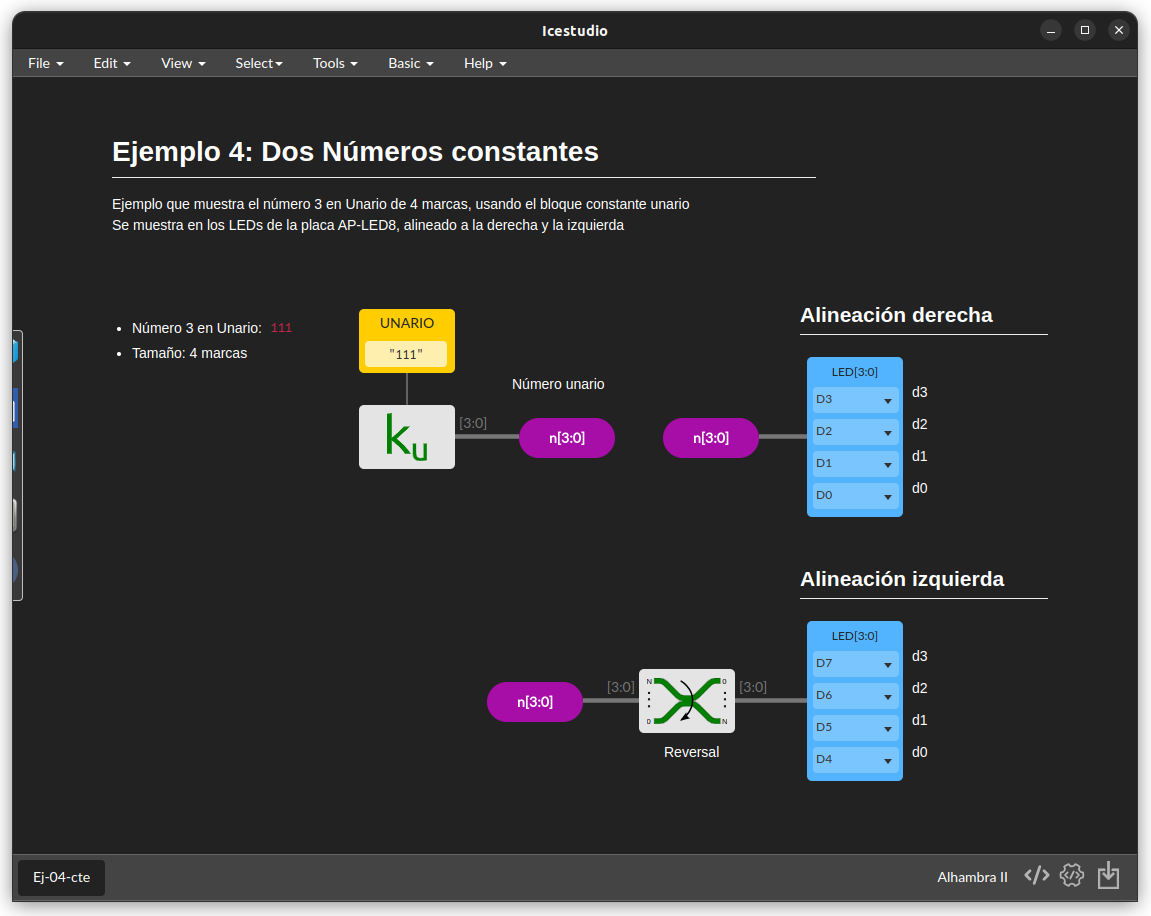 Icestudio
File Edit View Select Tools Basic Help
Ejemplo 4: Dos Números constantes
Ejemplo que muestra el número 3 en Unario de 4 marcas, usando el bloque constante unario
Se muestra en los LEDs de la placa AP-LED8, alineado a la derecha y la izquierda
Número 3 en Unario: 111
Tamaño: 4 marcas
UNARIO
"111"
ku
[3:0]
Número unario
n[3:0]
n[3:0]
Alineación derecha
LED[3:0]
D3 d3
D2 d2
D1 d1
D0 d0
Alineación izquierda
n[3:0]
[3:0]
N 0
0 N
[3:0]
Reversal
LED[3:0]
D7 d3
D6 d2
D5 d1
D4 d0
Ej-04-cte
Alhambra II </>